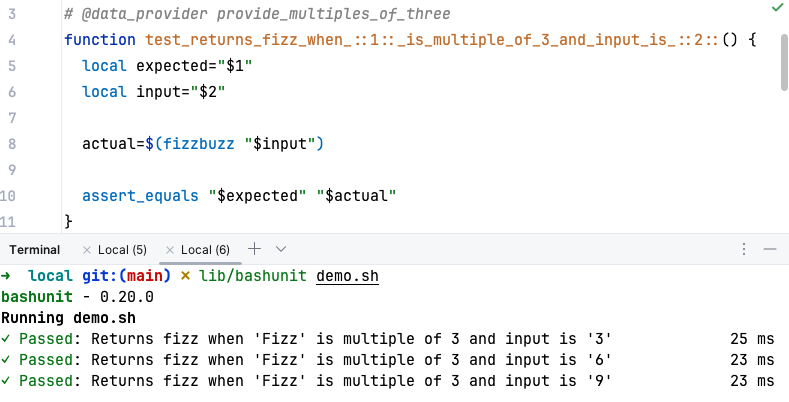 3 # @data_provider provide_multiples_of_three
4 function test_returns_fizz_when_::1::_is_multiple_of_3_and_input_is_::2::() {
5 local expected="$1"
6 local input="$2"
7
8 actual=$(fizzbuzz "$input")
9
10 assert_equals "$expected" "$actual"
11 }
Terminal × Local (5) × Local (6) +
➜ local git:(main) × lib/bashunit demo.sh
bashunit - 0.20.0
Running demo.sh
✓ Passed: Returns fizz when 'Fizz' is multiple of 3 and input is '3' 25 ms
✓ Passed: Returns fizz when 'Fizz' is multiple of 3 and input is '6' 23 ms
✓ Passed: Returns fizz when 'Fizz' is multiple of 3 and input is '9' 23 ms